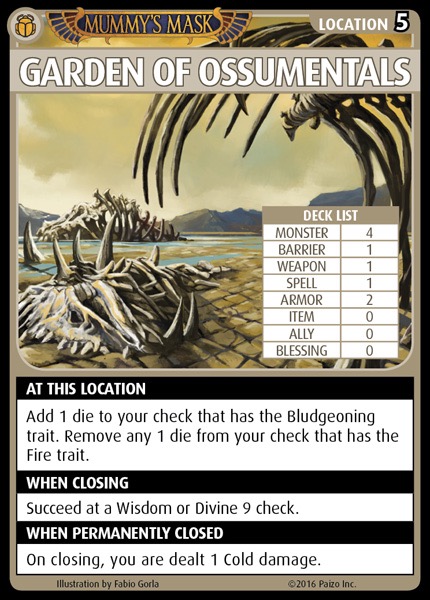 MUMMY'S MASK
LOCATION 5
GARDEN OF OSSUMENTALS
DECK LIST
MONSTER 4
BARRIER 1
WEAPON 1
SPELL 1
ARMOR 2
ITEM 0
ALLY 0
BLESSING 0
AT THIS LOCATION
Add 1 die to your check that has the Bludgeoning
trait. Remove any 1 die from your check that has the
Fire trait.
WHEN CLOSING
Succeed at a Wisdom or Divine 9 check.
WHEN PERMANENTLY CLOSED
On closing, you are dealt 1 Cold damage.
Illustration by Fabio Gorla ©2016 Paizo Inc.